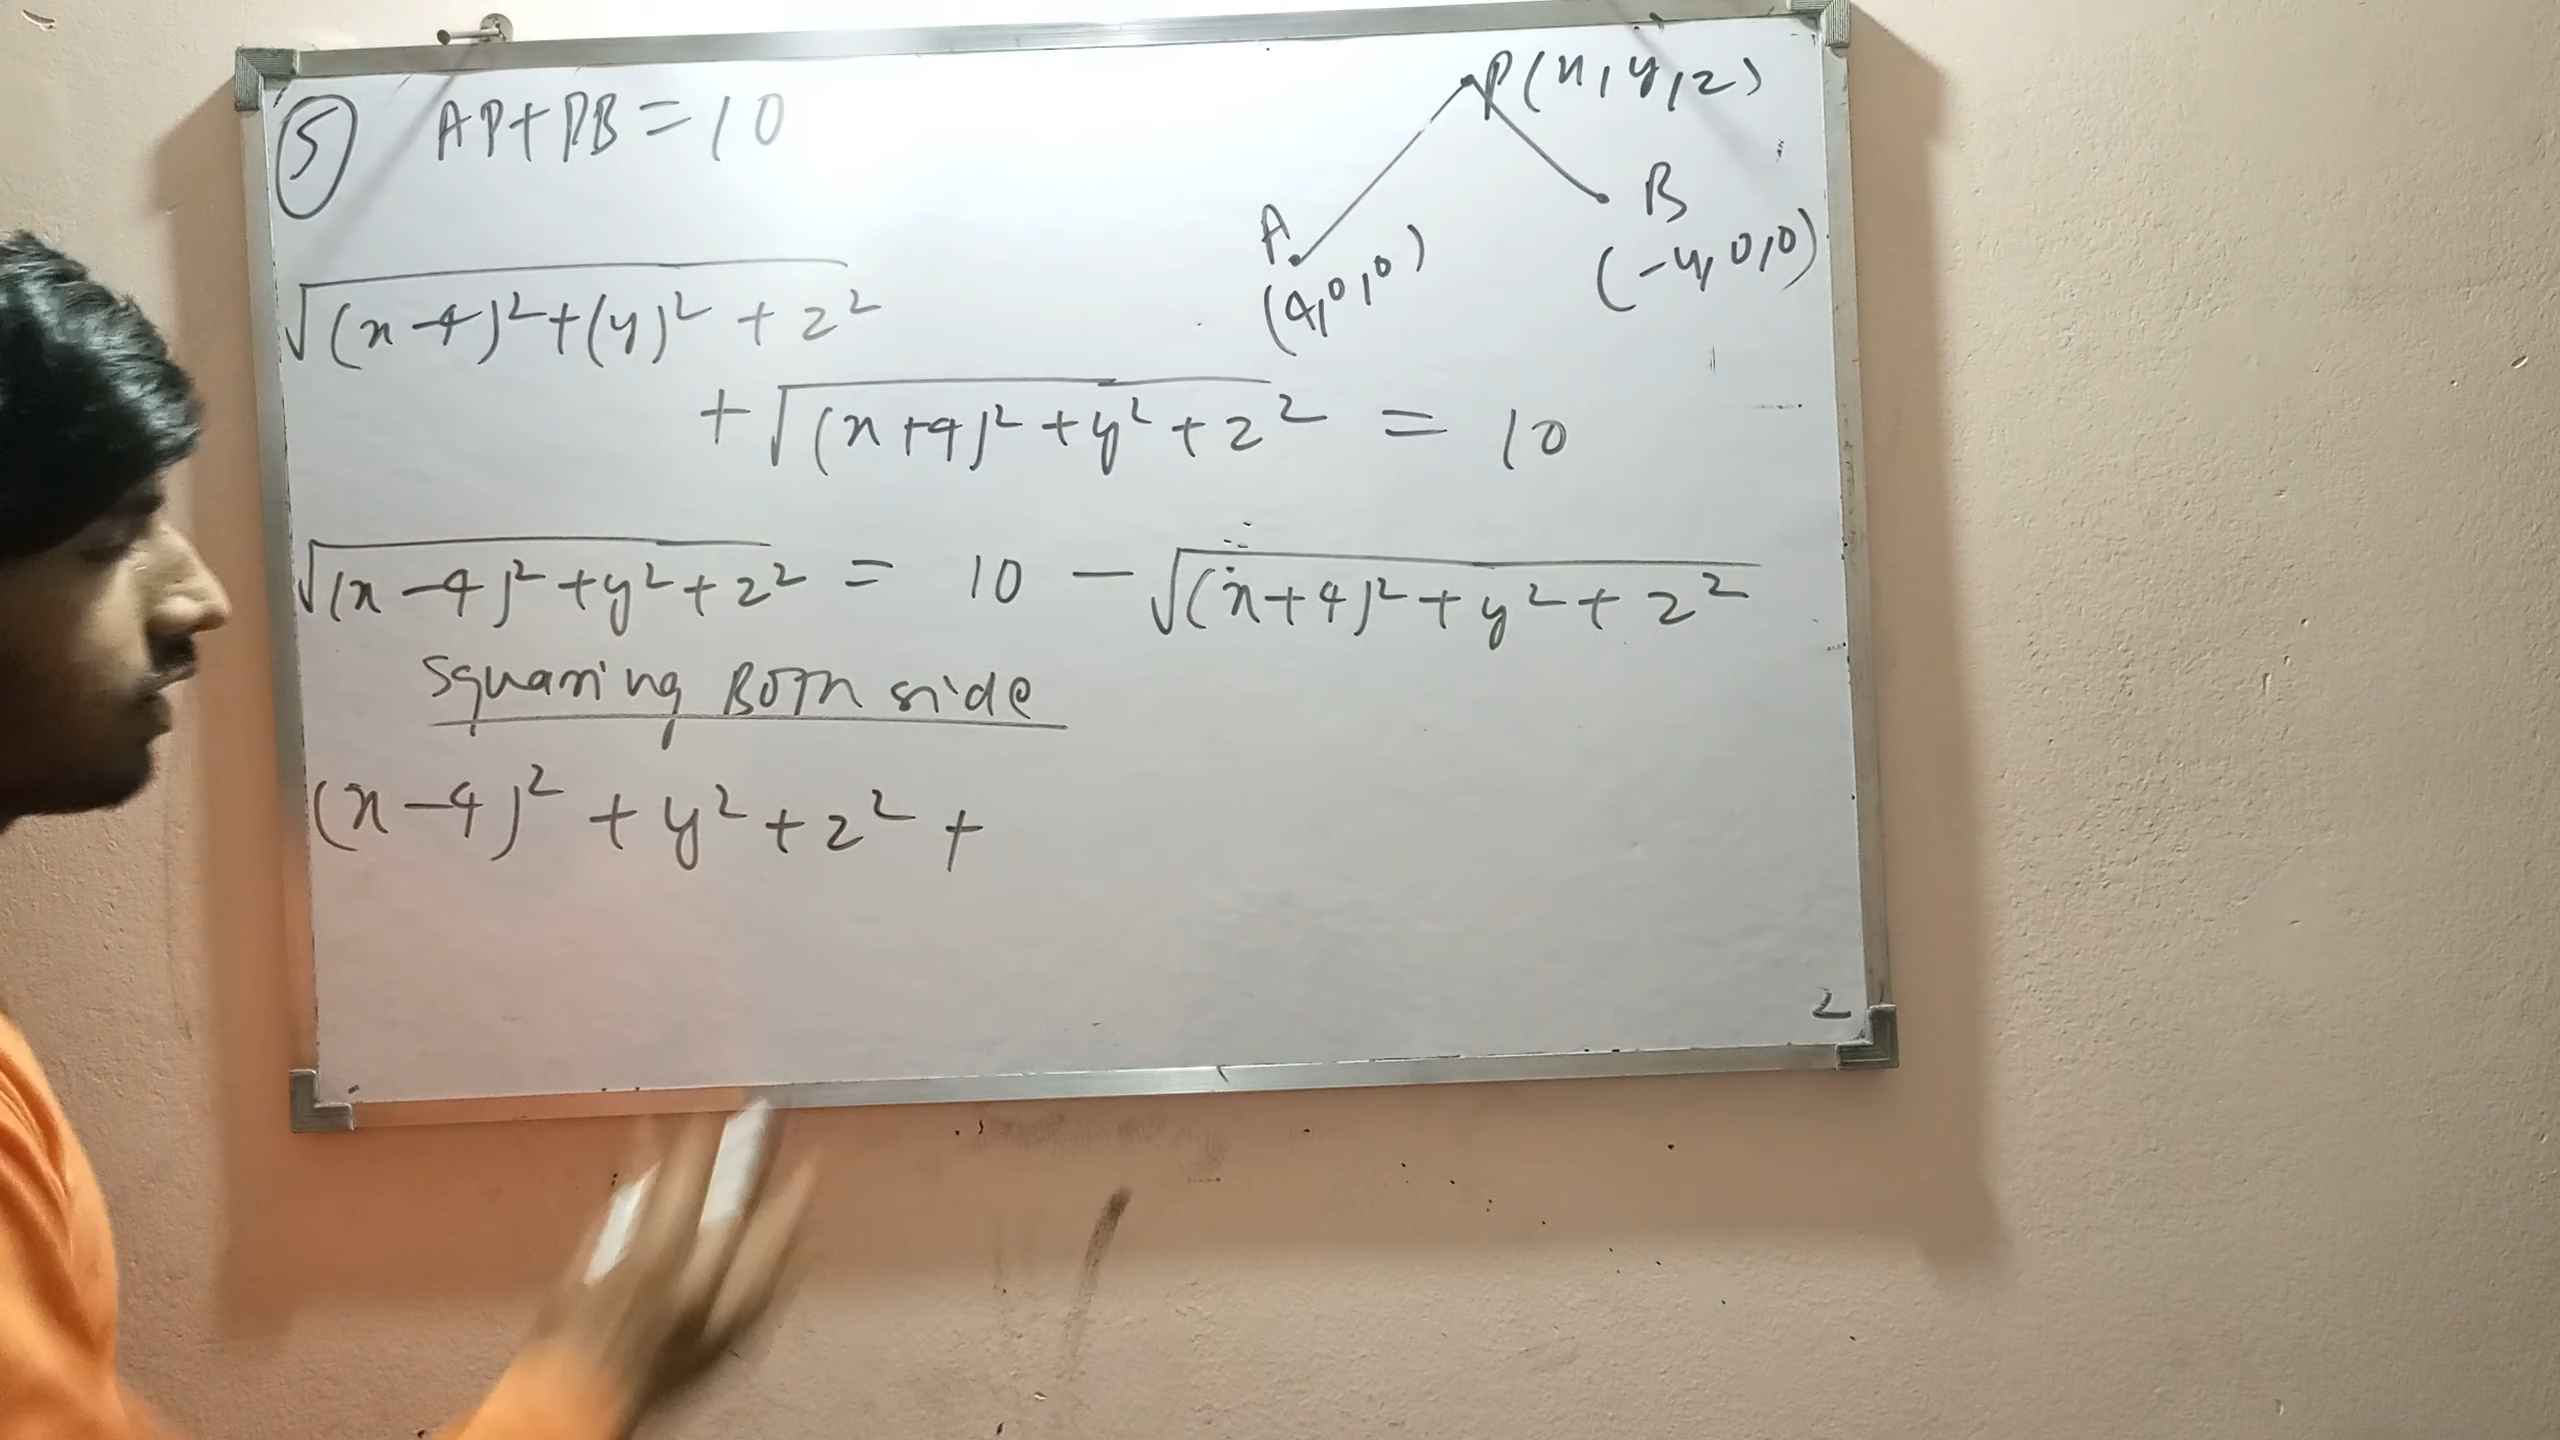 ⑤ AP+PB=10
P(x,y,z)
A
(4,0,0)
B
(-4,0,0)
√(x-4)²+(y)²+z²
+√(x+4)²+y²+z² = 10
√(x-4)²+y²+z² = 10 - √(x+4)²+y²+z²
Squaring Both side
(x-4)²+y²+z²+
2